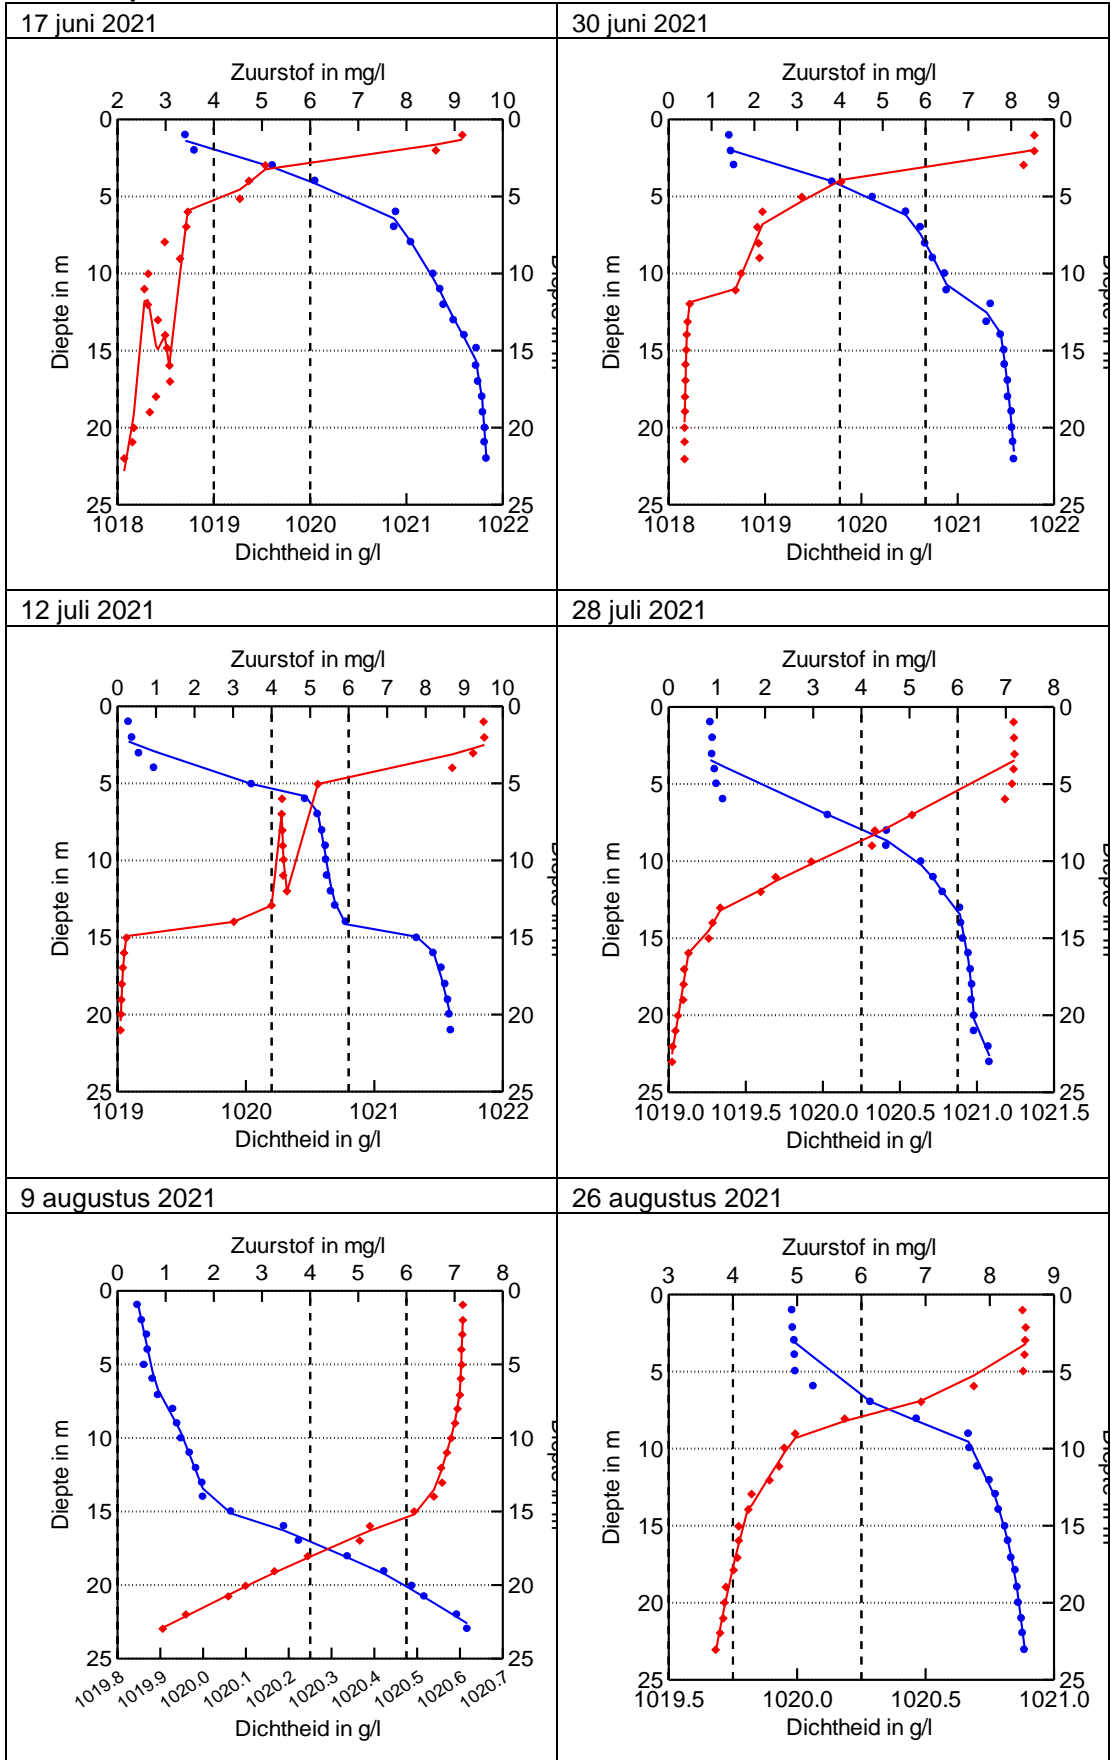 17 juni 2021
Zuurstof in mg/l
2 3 4 5 6 7 8 9 10
0 0
5 5
10 10
15 15
20 20
25 25
Diepte in m
1018 1019 1020 1021 1022
Dichtheid in g/l
30 juni 2021
Zuurstof in mg/l
0 1 2 3 4 5 6 7 8 9
0 0
5 5
10 10
15 15
20 20
25 25
Diepte in m
1018 1019 1020 1021 1022
Dichtheid in g/l
12 juli 2021
Zuurstof in mg/l
0 1 2 3 4 5 6 7 8 9 10
0 0
5 5
10 10
15 15
20 20
25 25
Diepte in m
1019 1020 1021 1022
Dichtheid in g/l
28 juli 2021
Zuurstof in mg/l
0 1 2 3 4 5 6 7 8
0 0
5 5
10 10
15 15
20 20
25 25
Diepte in m
1019.0 1019.5 1020.0 1020.5 1021.0 1021.5
Dichtheid in g/l
9 augustus 2021
Zuurstof in mg/l
0 1 2 3 4 5 6 7 8
0 0
5 5
10 10
15 15
20 20
25 25
Diepte in m
1019.8 1019.9 1020.0 1020.1 1020.2 1020.3 1020.4 1020.5 1020.6 1020.7
Dichtheid in g/l
26 augustus 2021
Zuurstof in mg/l
3 4 5 6 7 8 9
0 0
5 5
10 10
15 15
20 20
25 25
Diepte in m
1019.5 1020.0 1020.5 1021.0
Dichtheid in g/l